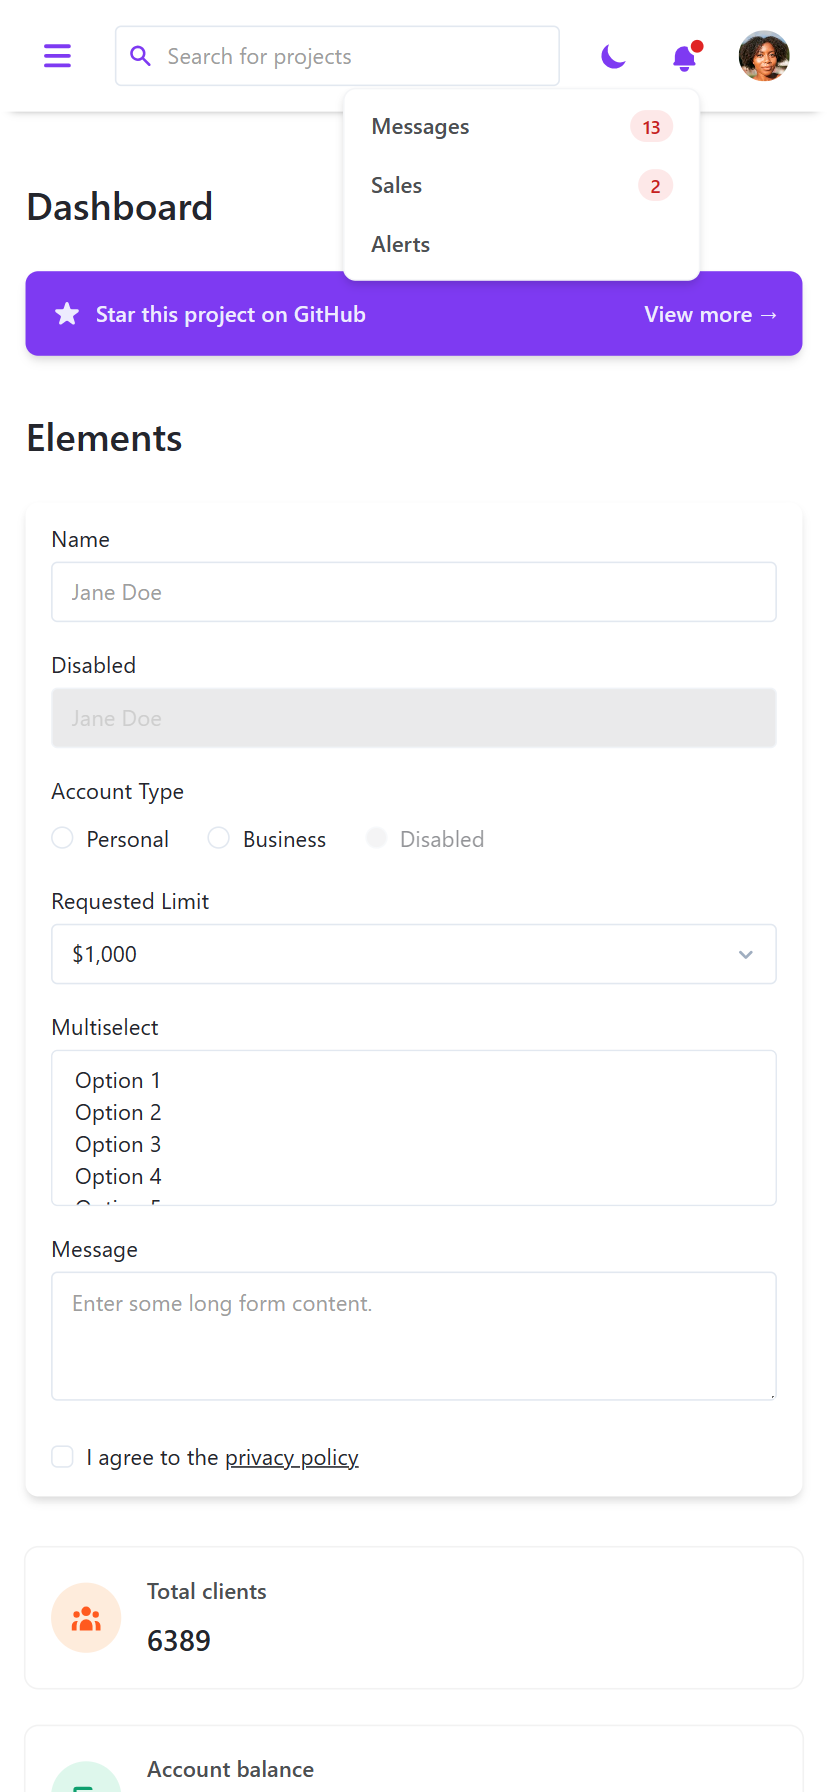 Search for projects
Messages 13
Sales 2
Alerts
Dashboard
Star this project on GitHub View more →
Elements
Name
Jane Doe
Disabled
Jane Doe
Account Type
Personal Business Disabled
Requested Limit
$1,000
Multiselect
Option 1
Option 2
Option 3
Option 4
Message
Enter some long form content.
I agree to the privacy policy
Total clients
6389
Account balance